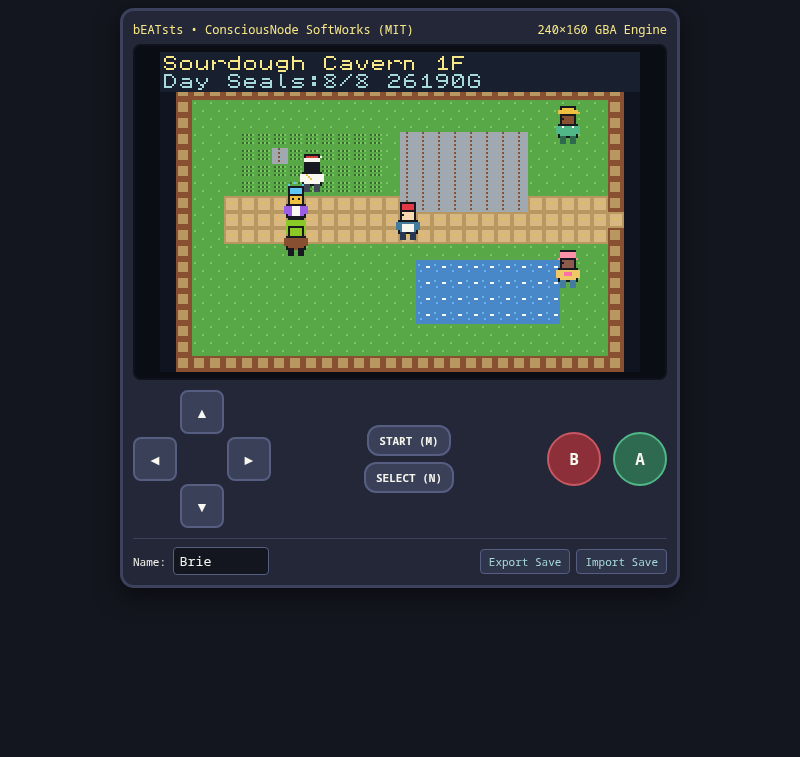 bEATsts • ConsciousNode SoftWorks (MIT)
240×160 GBA Engine
Sourdough Cavern 1F
Day Seals:8/8 26190G
▲
◄
►
▼
START (M)
SELECT (N)
B
A
Name:
Brie
Export Save
Import Save